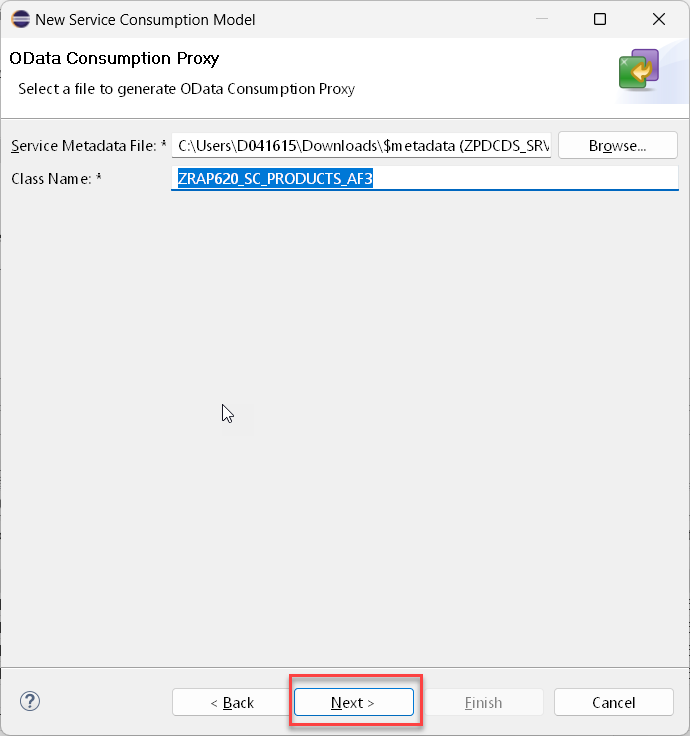 New Service Consumption Model
OData Consumption Proxy
Select a file to generate OData Consumption Proxy
Service Metadata File: * C:\Users\D041615\Downloads\$metadata (ZPDCDS_SRV Browse...
Class Name: * ZRAP620_SC_PRODUCTS_AF3
? < Back Next > Finish Cancel